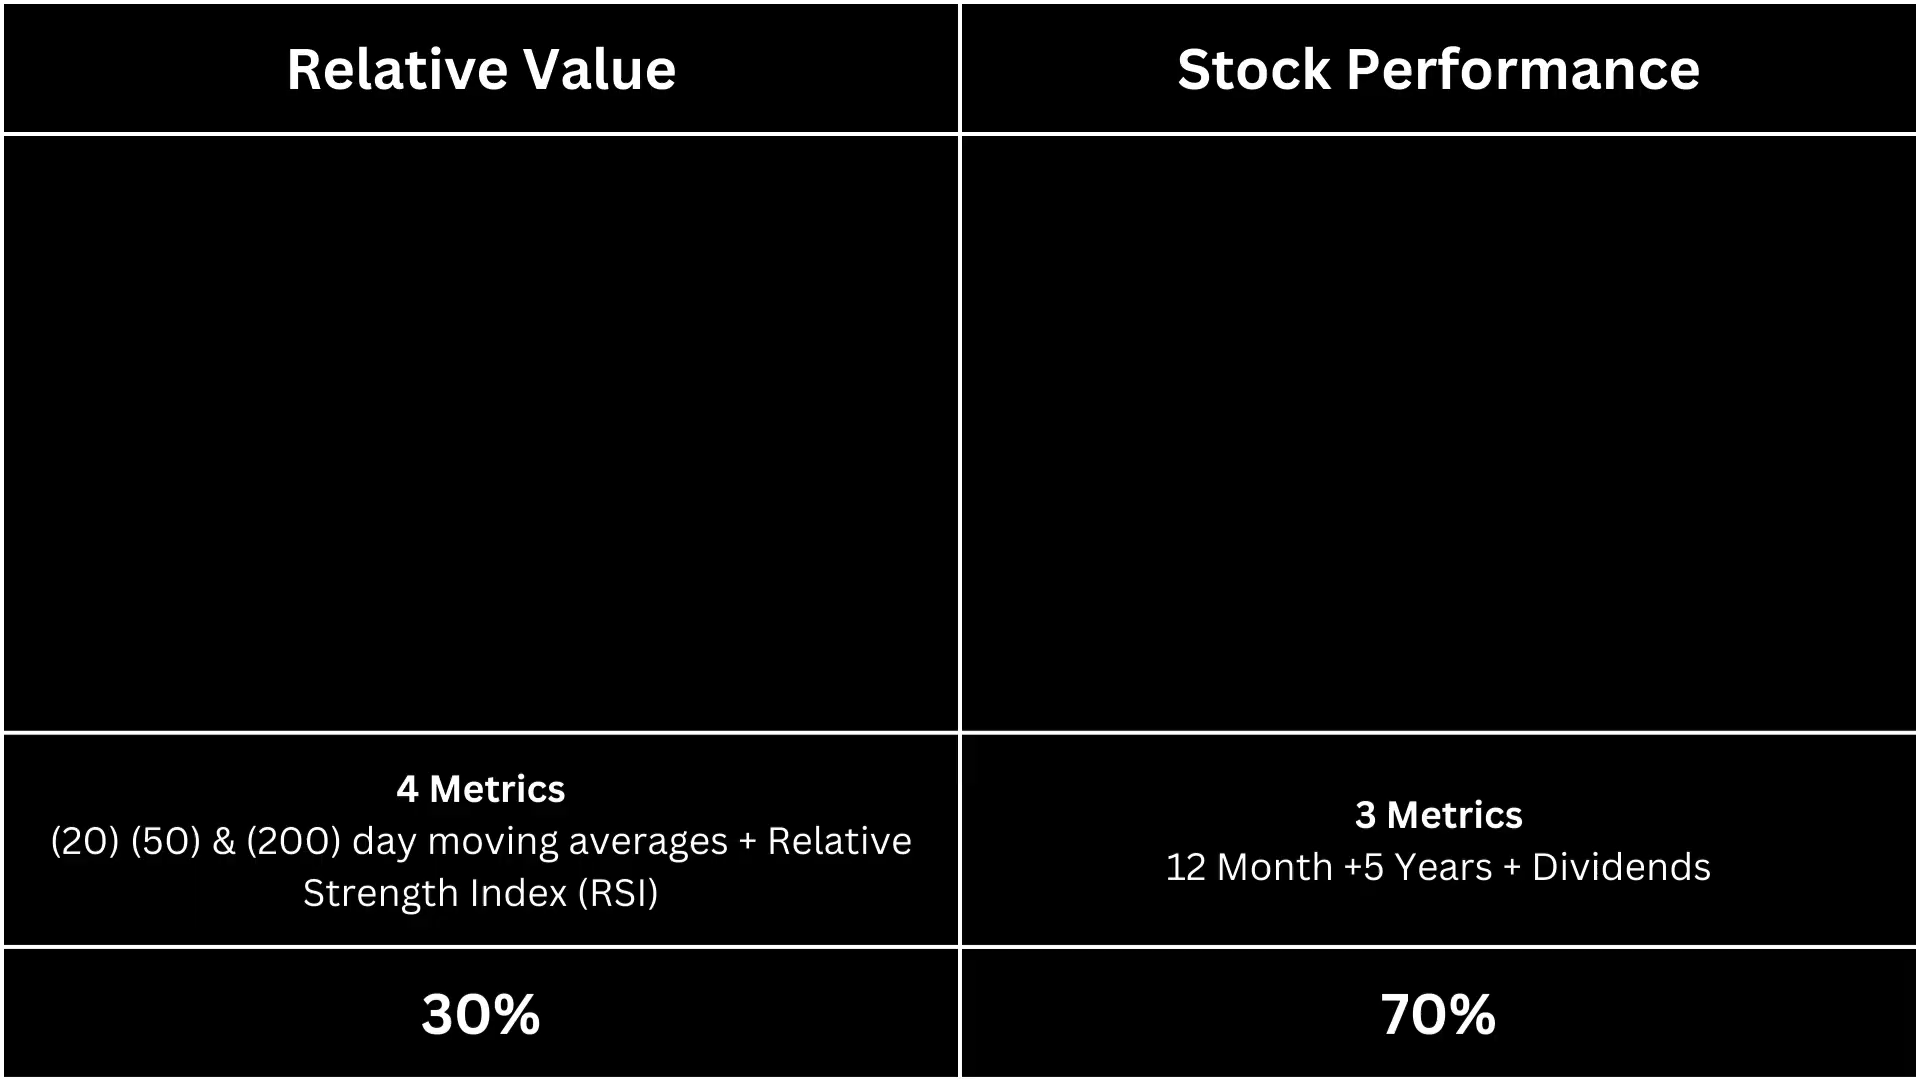 Relative Value
Stock Performance
4 Metrics
(20) (50) & (200) day moving averages + Relative
Strength Index (RSI)
3 Metrics
12 Month +5 Years + Dividends
30%
70%